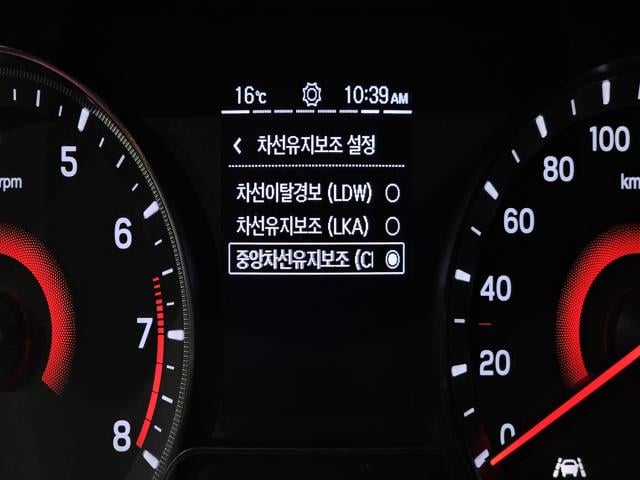 16℃ 10:39 AM
< 차선유지보조 설정
차선이탈경보 (LDW)
차선유지보조 (LKA)
중앙차선유지보조 (C
rpm
5
6
7
8
km
100
80
60
40
20
0